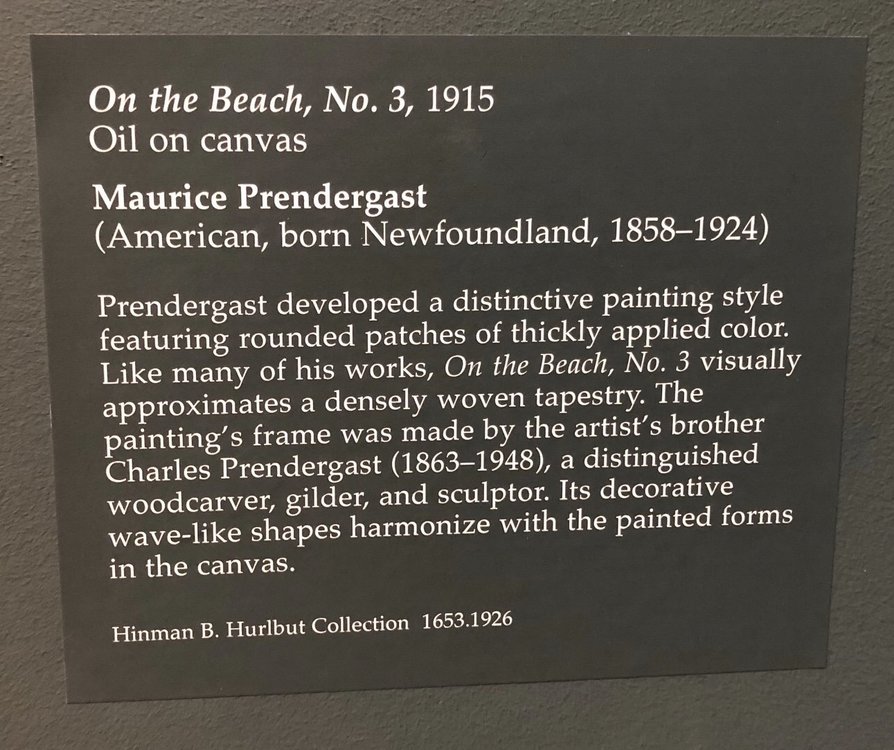 On the Beach, No. 3, 1915
Oil on canvas
Maurice Prendergast
(American, born Newfoundland, 1858–1924)
Prendergast developed a distinctive painting style
featuring rounded patches of thickly applied color.
Like many of his works, On the Beach, No. 3 visually
approximates a densely woven tapestry. The
painting's frame was made by the artist's brother
Charles Prendergast (1863–1948), a distinguished
woodcarver, gilder, and sculptor. Its decorative
wave-like shapes harmonize with the painted forms
in the canvas.
Hinman B. Hurlbut Collection 1653.1926